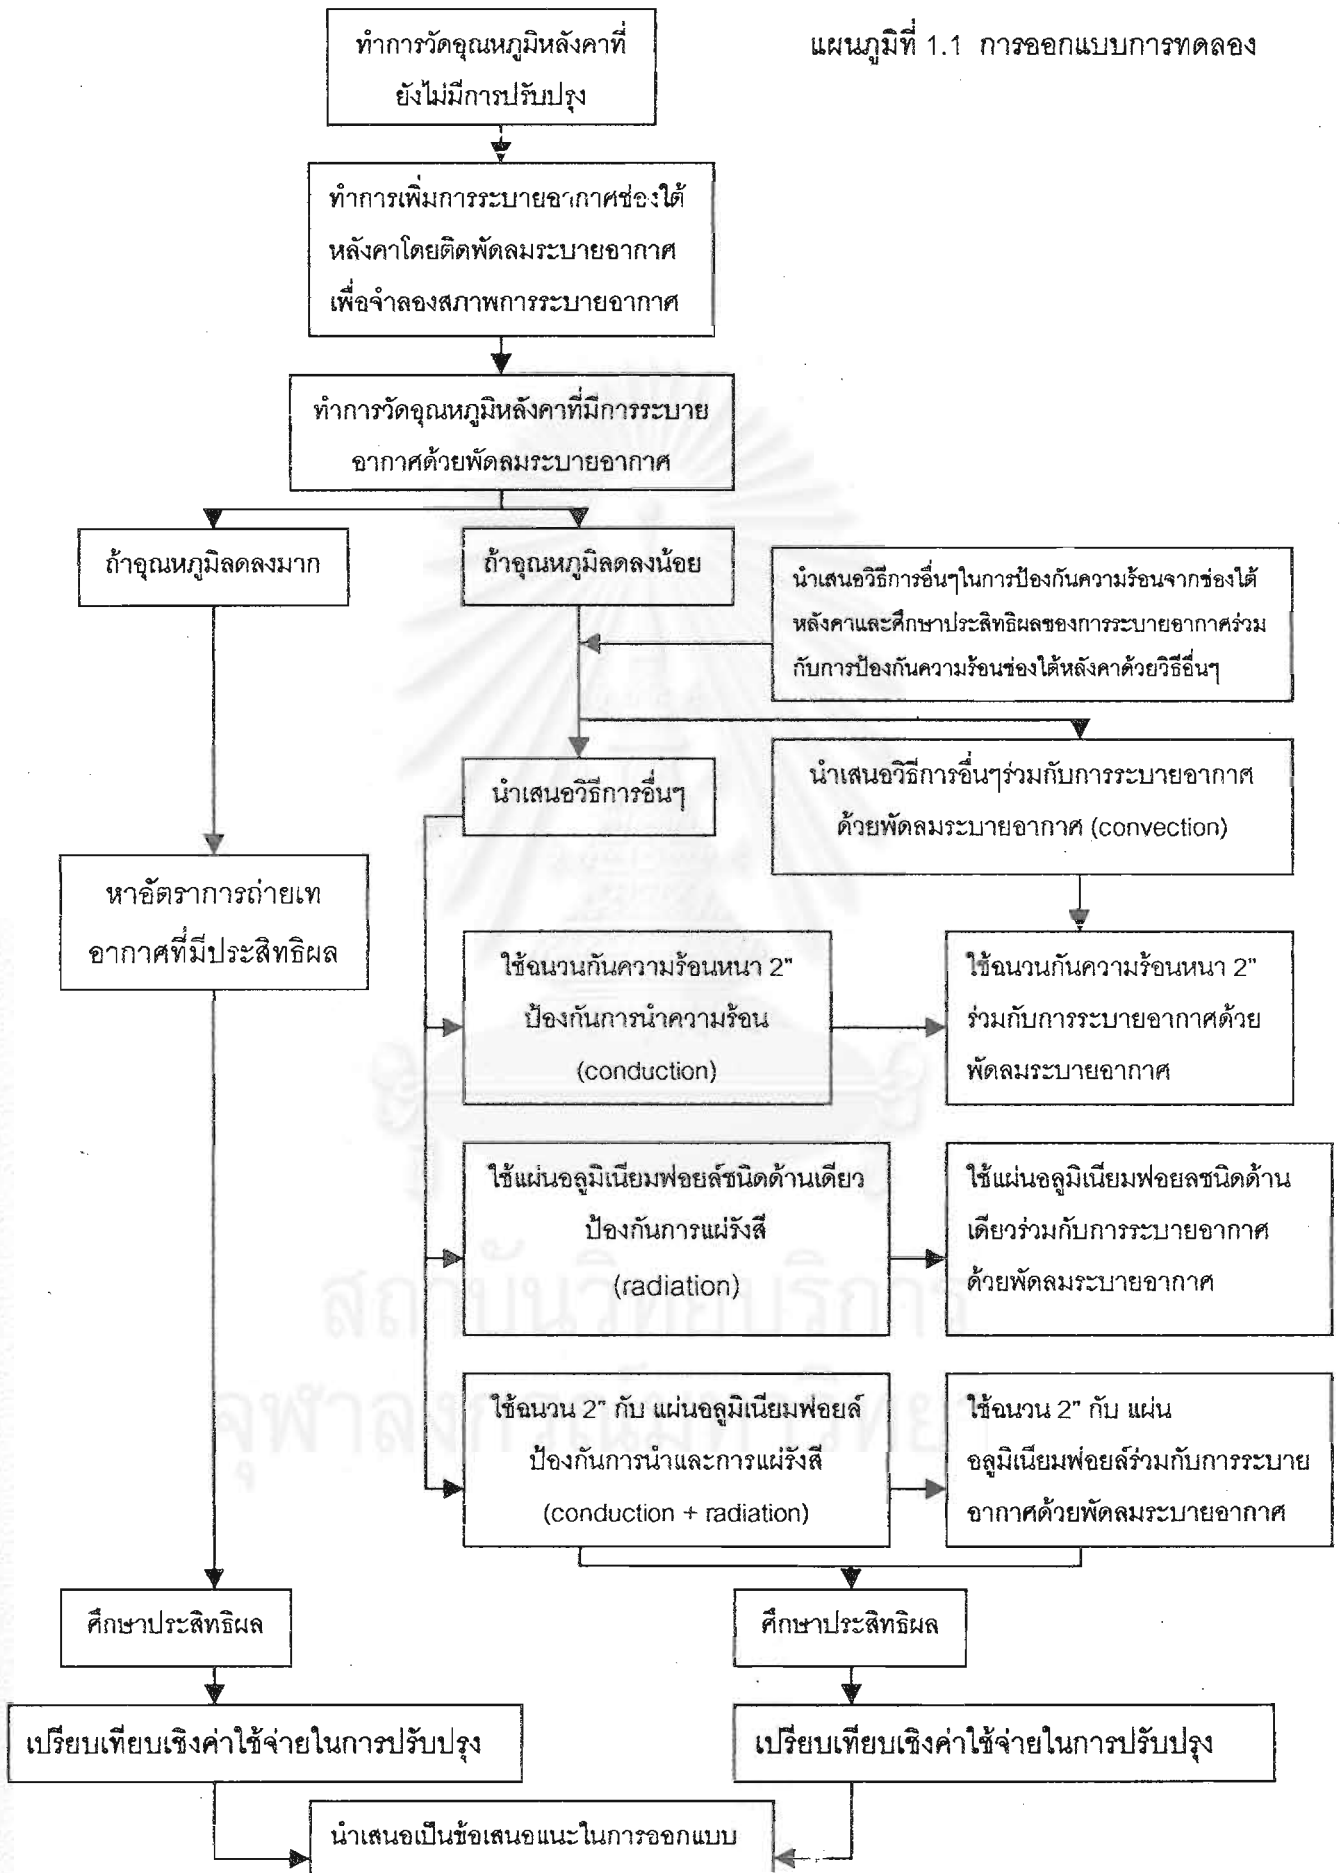 แผนภูมิที่ 1.1 การออกแบบการทดลอง
ทำการวัดอุณหภูมิหลังคาที่
ยังไม่มีการปรับปรุง
ทำการเพิ่มการระบายอากาศช่องใต้
หลังคาโดยติดพัดลมระบายอากาศ
เพื่อจำลองสภาพการระบายอากาศ
ทำการวัดอุณหภูมิหลังคาที่มีการระบาย
อากาศด้วยพัดลมระบายอากาศ
ถ้าอุณหภูมิลดลงมาก
ถ้าอุณหภูมิลดลงน้อย
นำเสนอวิธีการอื่นๆในการป้องกันความร้อนจากช่องใต้
หลังคาและศึกษาประสิทธิผลของการระบายอากาศร่วม
กับการป้องกันความร้อนช่องใต้หลังคาด้วยวิธีอื่นๆ
นำเสนอวิธีการอื่นๆ
นำเสนอวิธีการอื่นๆร่วมกับการระบายอากาศ
ด้วยพัดลมระบายอากาศ (convection)
หาอัตราการถ่ายเท
อากาศที่มีประสิทธิผล
ใช้ฉนวนกันความร้อนหนา 2"
ป้องกันการนำความร้อน
(conduction)
ใช้ฉนวนกันความร้อนหนา 2"
ร่วมกับการระบายอากาศด้วย
พัดลมระบายอากาศ
ใช้แผ่นอลูมิเนียมฟอยล์ชนิดด้านเดียว
ป้องกันการแผ่รังสี
(radiation)
ใช้แผ่นอลูมิเนียมฟอยลชนิดด้าน
เดียวร่วมกับการระบายอากาศ
ด้วยพัดลมระบายอากาศ
ใช้ฉนวน 2" กับ แผ่นอลูมิเนียมฟอยล์
ป้องกันการนำและการแผ่รังสี
(conduction + radiation)
ใช้ฉนวน 2" กับ แผ่น
อลูมิเนียมฟอยล์ร่วมกับการระบาย
อากาศด้วยพัดลมระบายอากาศ
สถาบันวิทยบริการ
จุฬาลงกรณ์มหาวิทยา
ศึกษาประสิทธิผล
ศึกษาประสิทธิผล
เปรียบเทียบเชิงค่าใช้จ่ายในการปรับปรุง
เปรียบเทียบเชิงค่าใช้จ่ายในการปรับปรุง
นำเสนอเป็นข้อเสนอแนะในการออกแบบ